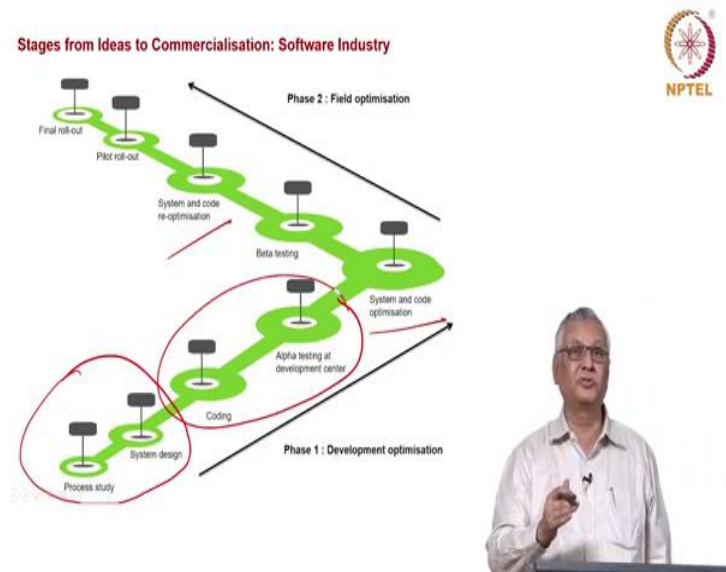 Stages from Ideas to Commercialisation: Software Industry
NPTEL
Phase 2 : Field optimisation
Final roll-out
Pilot roll-out
System and code
re-optimisation
Beta testing
System and code
optimisation
Alpha testing at
development center
Coding
System design
Process study
Phase 1 : Development optimisation